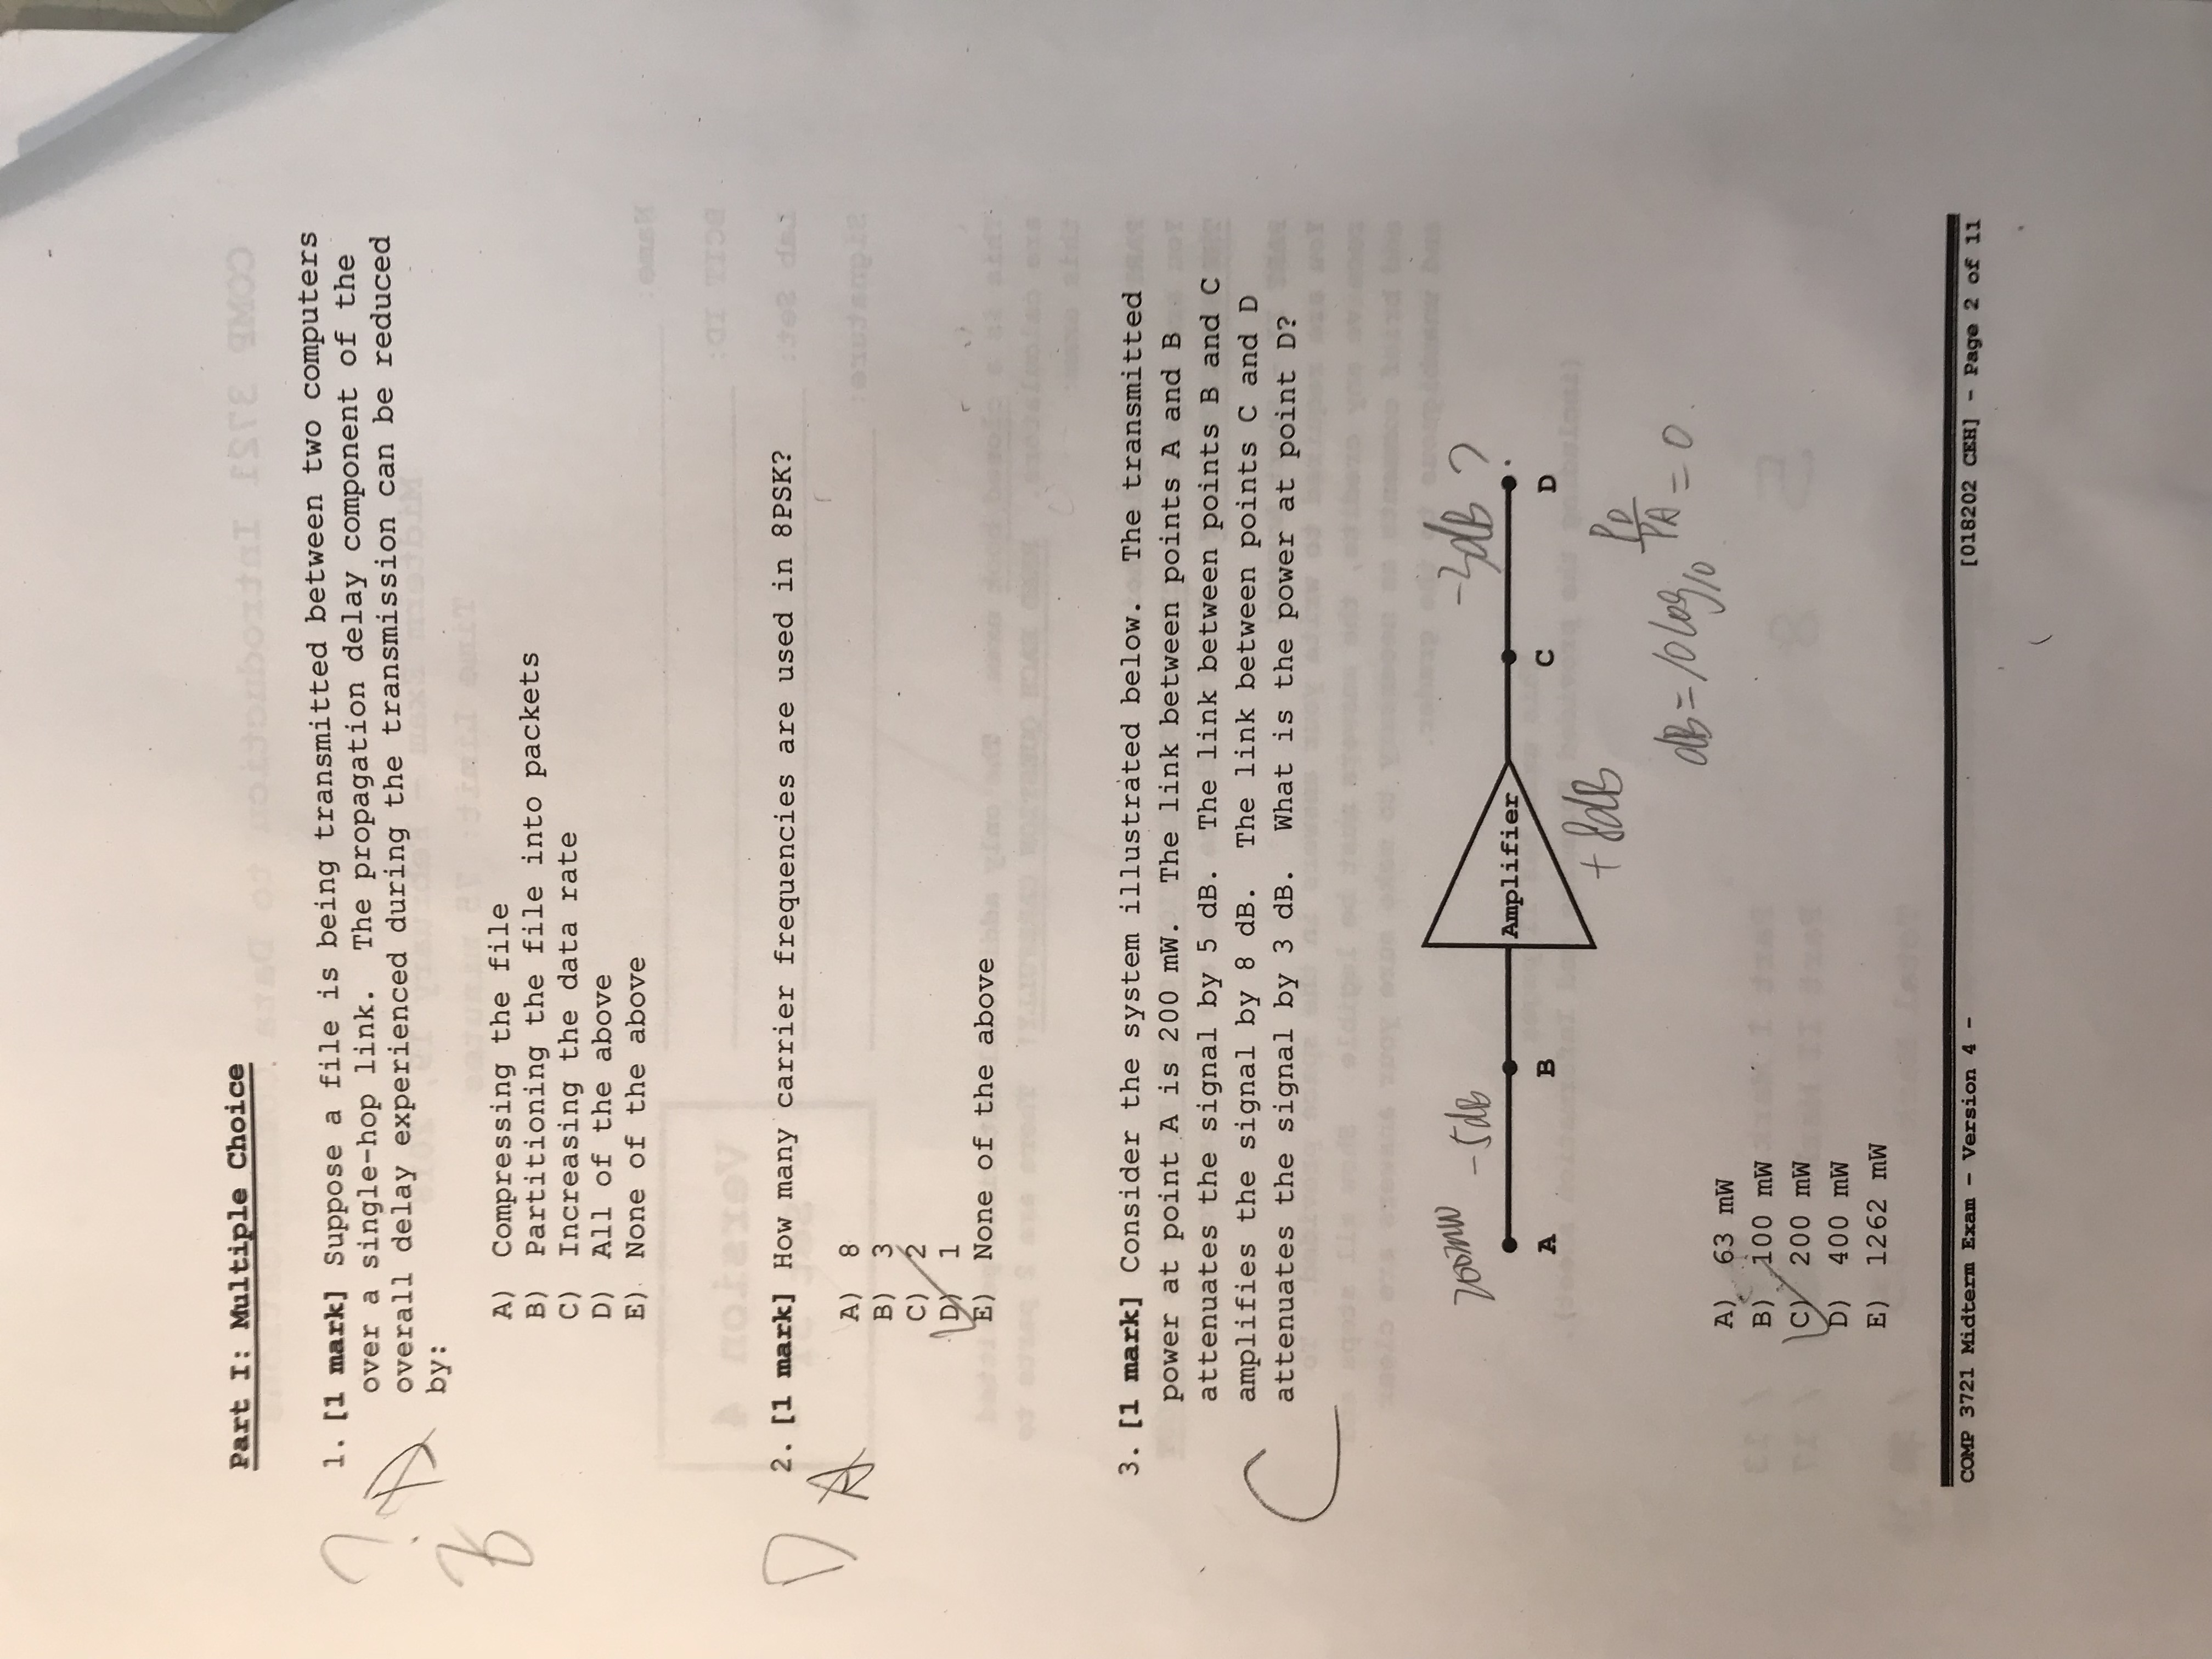 Part I: Multiple Choice
?
1. [1 mark] Suppose a file is being transmitted between two computers
over a single-hop link. The propagation delay component of the
overall delay experienced during the transmission can be reduced
by:
A) Compressing the file
B) Partitioning the file into packets
C) Increasing the data rate
D) All of the above
E) None of the above
D
2. [1 mark] How many carrier frequencies are used in 8PSK?
A) 8
B) 3
C) 2
D) 1
E) None of the above
3. [1 mark] Consider the system illustrated below. The transmitted
power at point A is 200 mW. The link between points A and B
attenuates the signal by 5 dB. The link between points B and C
amplifies the signal by 8 dB. The link between points C and D
attenuates the signal by 3 dB. What is the power at point D?
C
200mW -5dB -3dB ?
Amplifier
A B C D
+8dB
dB = 10 log10 PD/PA = 0
A) 63 mW
B) 100 mW
C) 200 mW
D) 400 mW
E) 1262 mW
COMP 3721 Midterm Exam - Version 4 - [018202 CEH] - Page 2 of 11